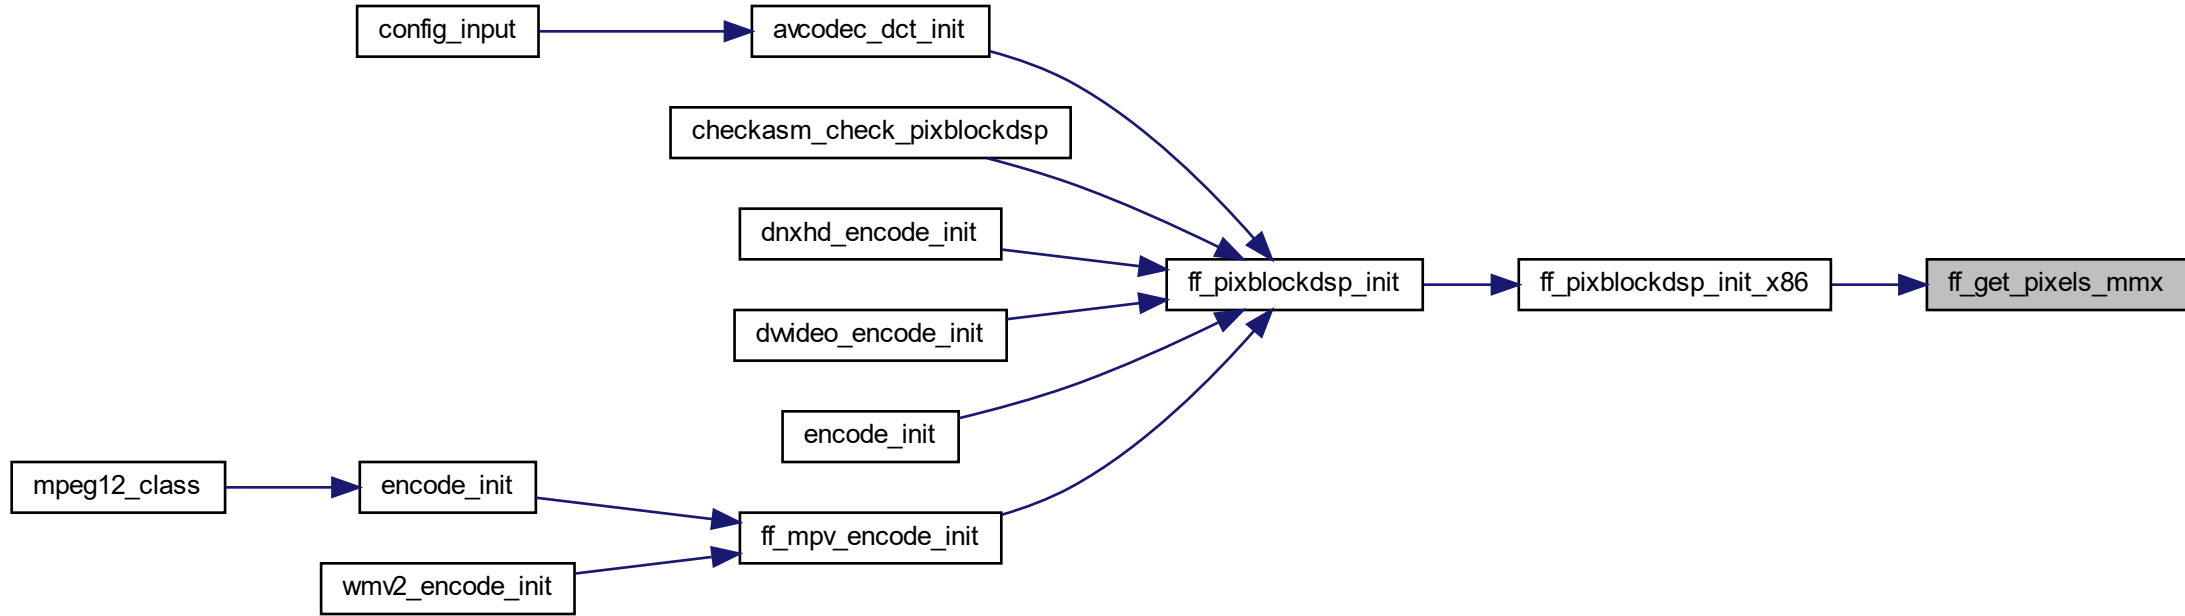 config_input
avcodec_dct_init
checkasm_check_pixblockdsp
dnxhd_encode_init
ff_pixblockdsp_init
ff_pixblockdsp_init_x86
ff_get_pixels_mmx
dvvideo_encode_init
encode_init
mpeg12_class
encode_init
ff_mpv_encode_init
wmv2_encode_init